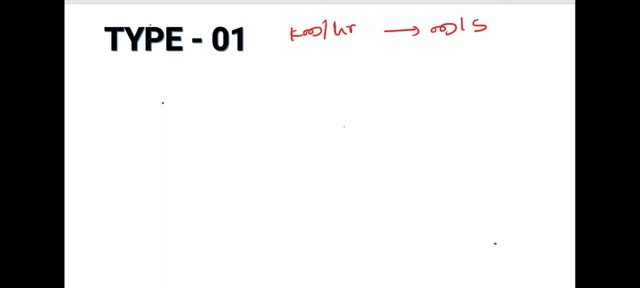 TYPE - 01 km/hr → m/s